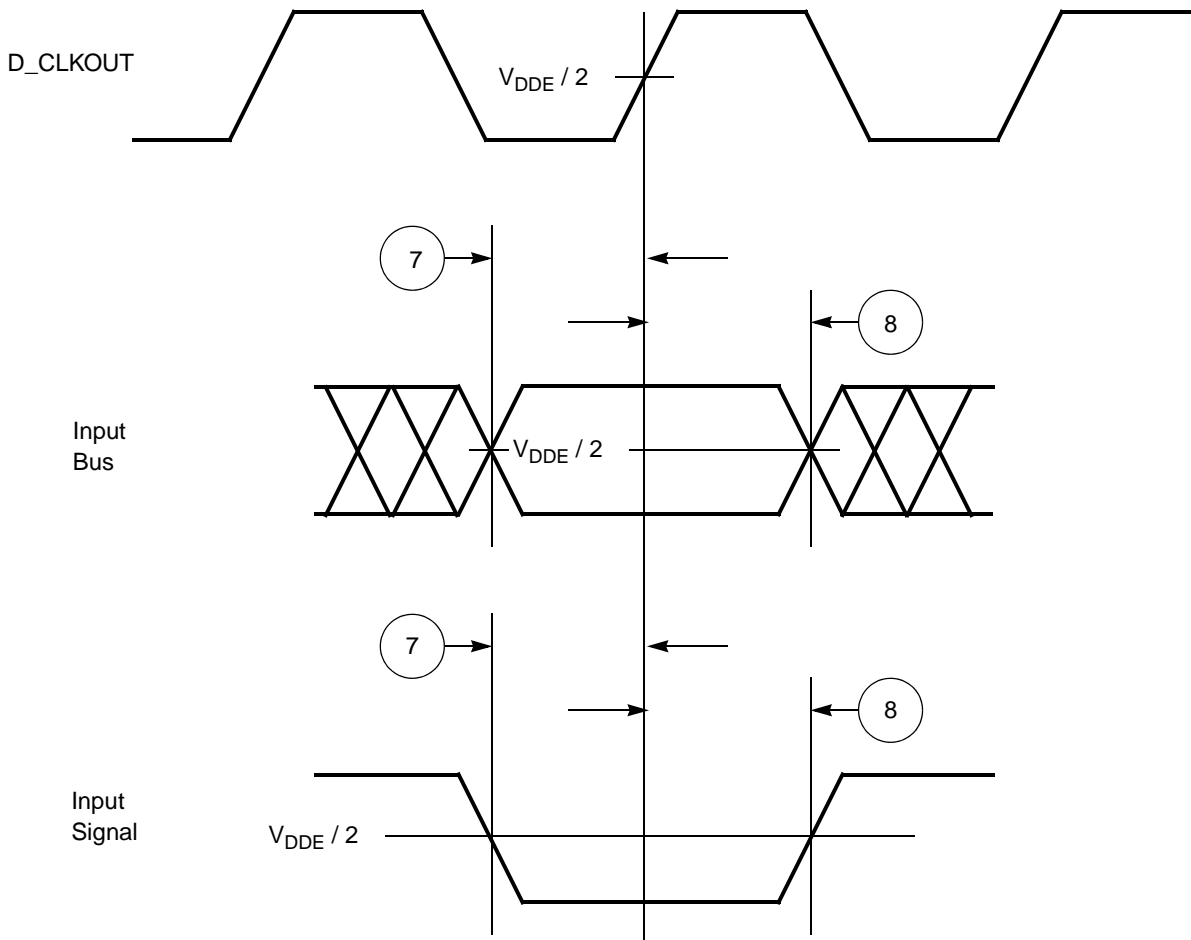 D_CLKOUT
VDDE / 2
7
8
Input
Bus
VDDE / 2
7
8
Input
Signal
VDDE / 2